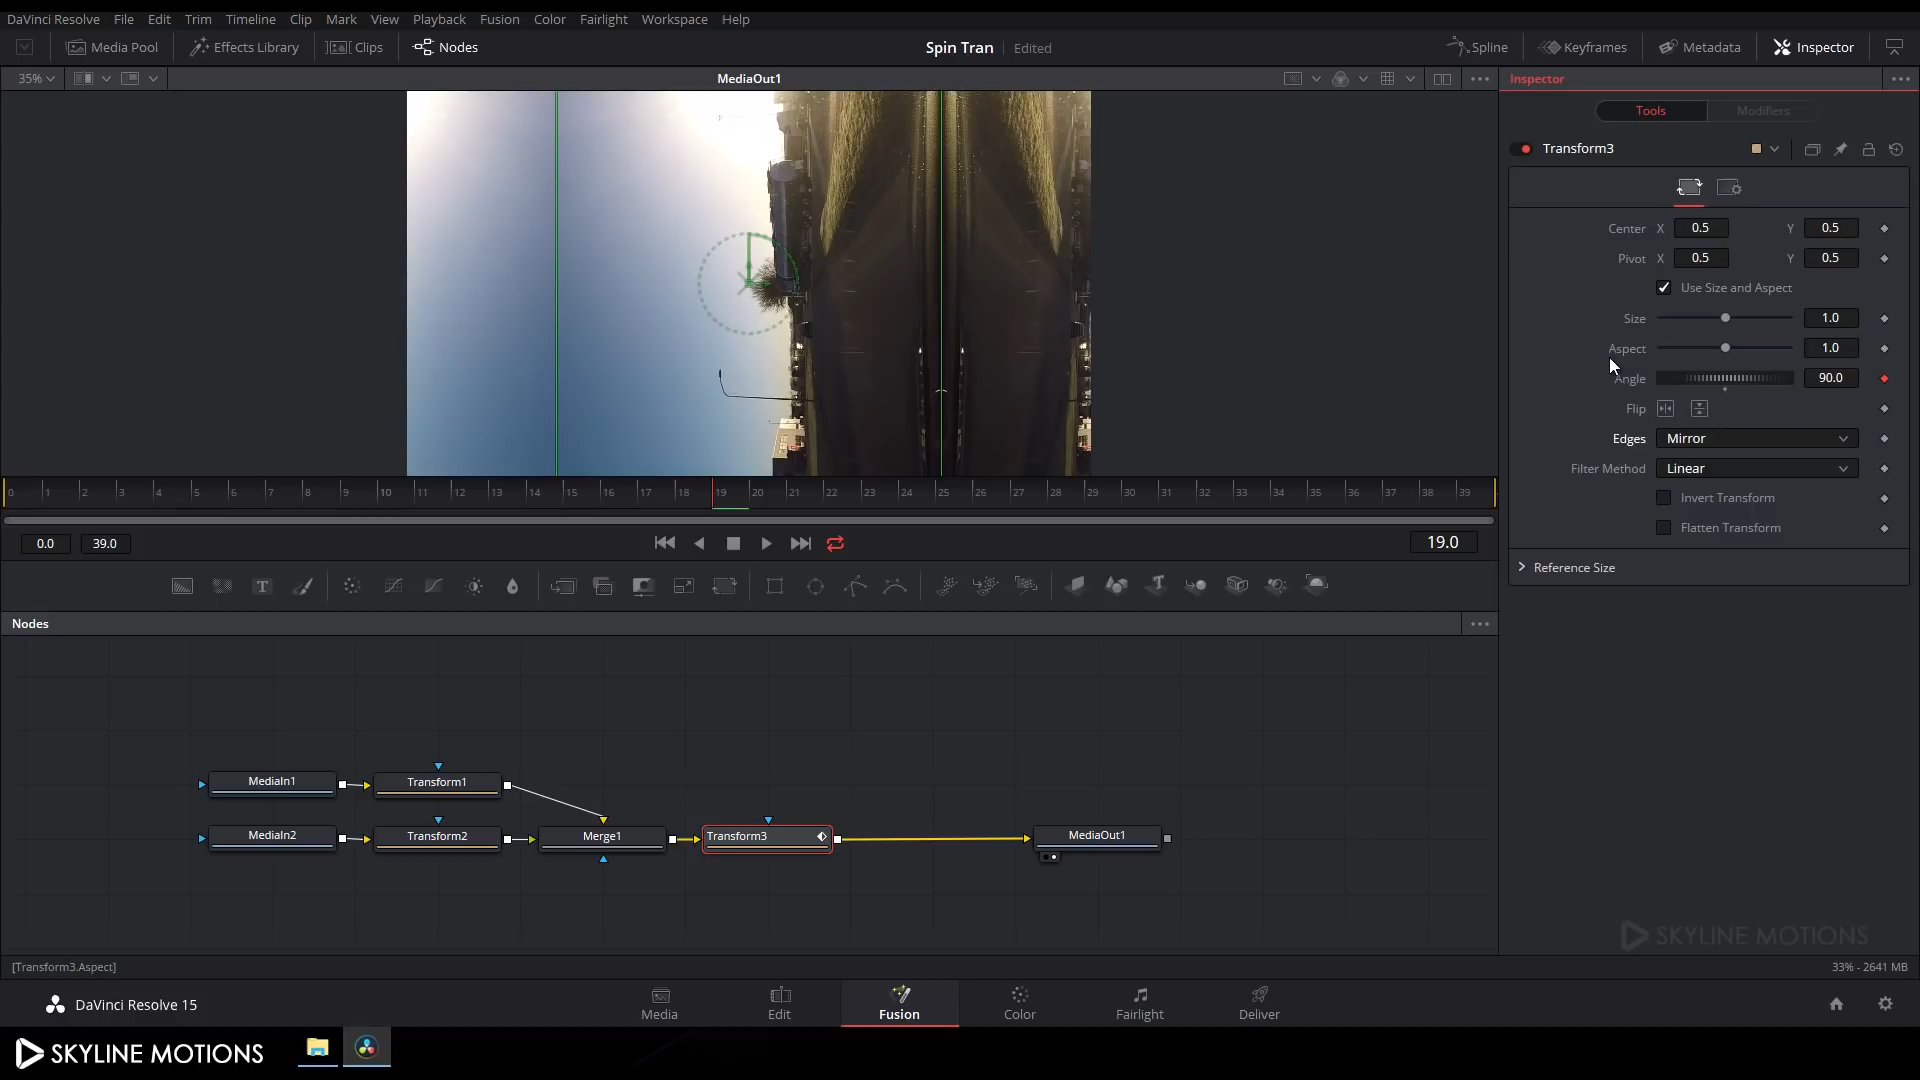 DaVinci Resolve File Edit Trim Timeline Clip Mark View Playback Fusion Color Fairlight Workspace Help
Media Pool Effects Library Clips Nodes Spin Tran Edited Spline Keyframes Metadata Inspector
35% MediaOut1 Inspector
Tools Modifiers
Transform3
Center X 0.5 Y 0.5
Pivot X 0.5 Y 0.5
Use Size and Aspect
Size 1.0
Aspect 1.0
Angle 90.0
Flip
Edges Mirror
Filter Method Linear
Invert Transform
Flatten Transform
Reference Size
0 1 2 3 4 5 6 7 8 9 10 11 12 13 14 15 16 17 18 19 20 21 22 23 24 25 26 27 28 29 30 31 32 33 34 35 36 37 38 39
0.0 39.0 19.0
Nodes
MediaIn1 Transform1
MediaIn2 Transform2 Merge1 Transform3 MediaOut1
SKYLINE MOTIONS
[Transform3.Aspect] 33% - 2641 MB
DaVinci Resolve 15 Media Edit Fusion Color Fairlight Deliver
SKYLINE MOTIONS